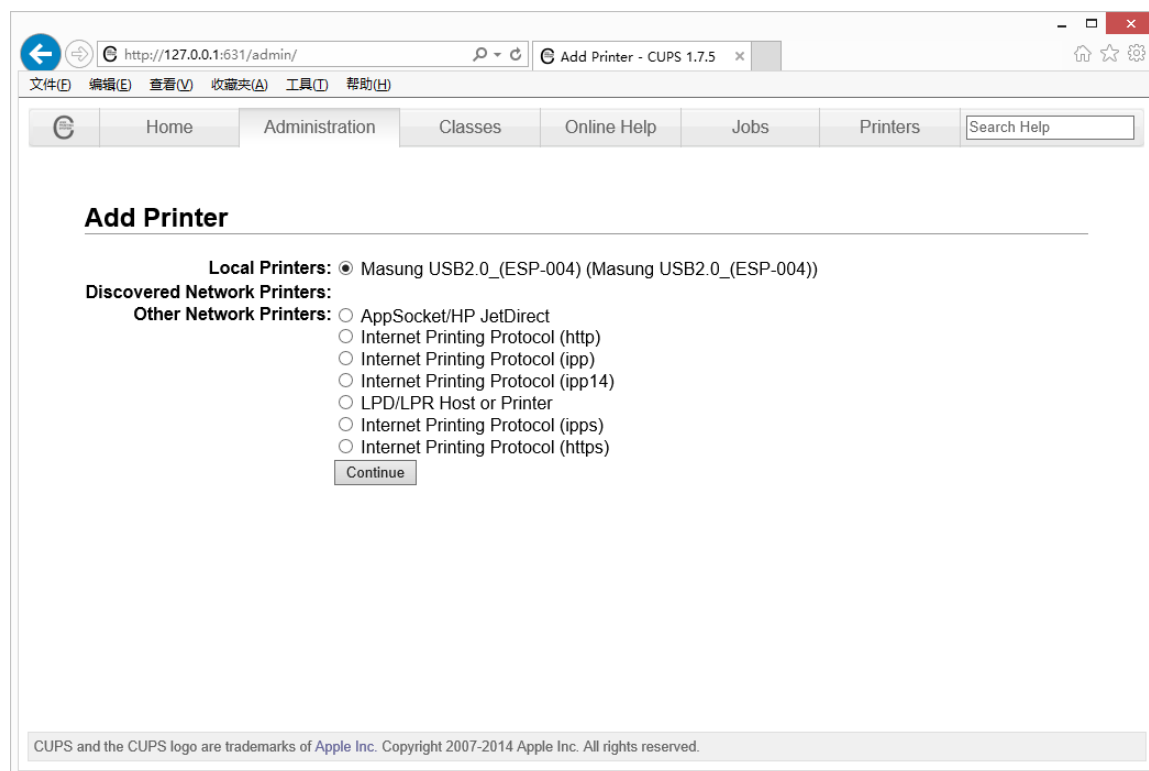 http://127.0.0.1:631/admin/
Add Printer - CUPS 1.7.5
文件(F) 编辑(E) 查看(V) 收藏夹(A) 工具(T) 帮助(H)
Home Administration Classes Online Help Jobs Printers Search Help
Add Printer
Local Printers: Masung USB2.0_(ESP-004) (Masung USB2.0_(ESP-004))
Discovered Network Printers:
Other Network Printers: AppSocket/HP JetDirect
Internet Printing Protocol (http)
Internet Printing Protocol (ipp)
Internet Printing Protocol (ipp14)
LPD/LPR Host or Printer
Internet Printing Protocol (ipps)
Internet Printing Protocol (https)
Continue
CUPS and the CUPS logo are trademarks of Apple Inc. Copyright 2007-2014 Apple Inc. All rights reserved.